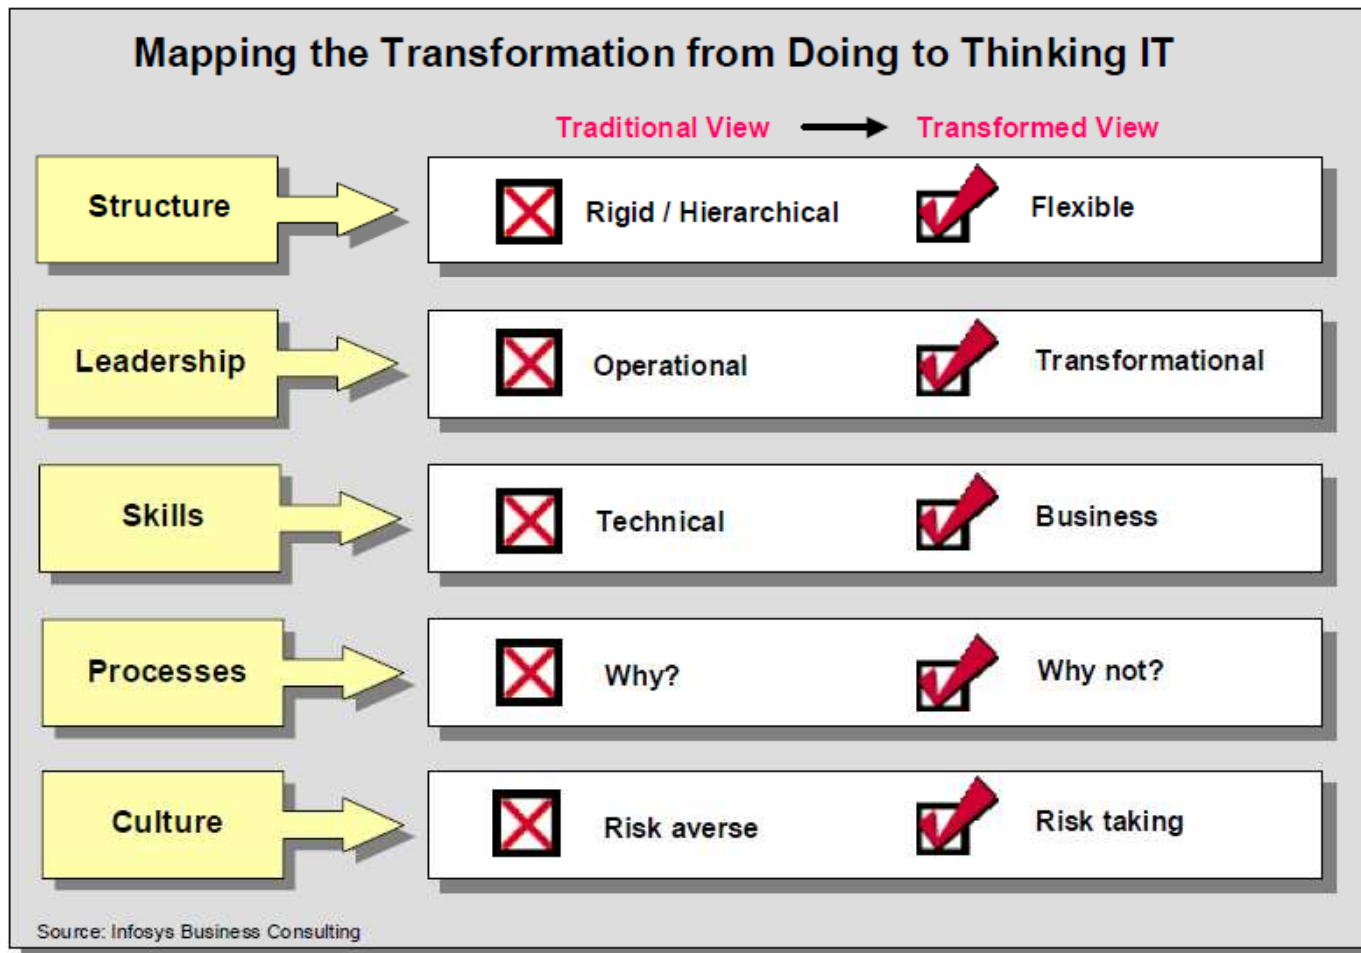 Mapping the Transformation from Doing to Thinking IT
Traditional View
Transformed View
Structure
Rigid / Hierarchical
Flexible
Leadership
Operational
Transformational
Skills
Technical
Business
Processes
Why?
Why not?
Culture
Risk averse
Risk taking
Source: Infosys Business Consulting